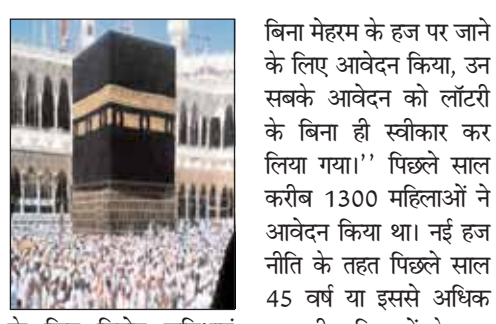 बिना मेहरम के हज पर जाने
के लिए आवेदन किया, उन
सबके आवेदन को लॉटरी
के बिना ही स्वीकार कर
लिया गया।’’ पिछले साल
करीब 1300 महिलाओं ने
आवेदन किया था। नई हज
नीति के तहत पिछले साल
45 वर्ष या इससे अधिक